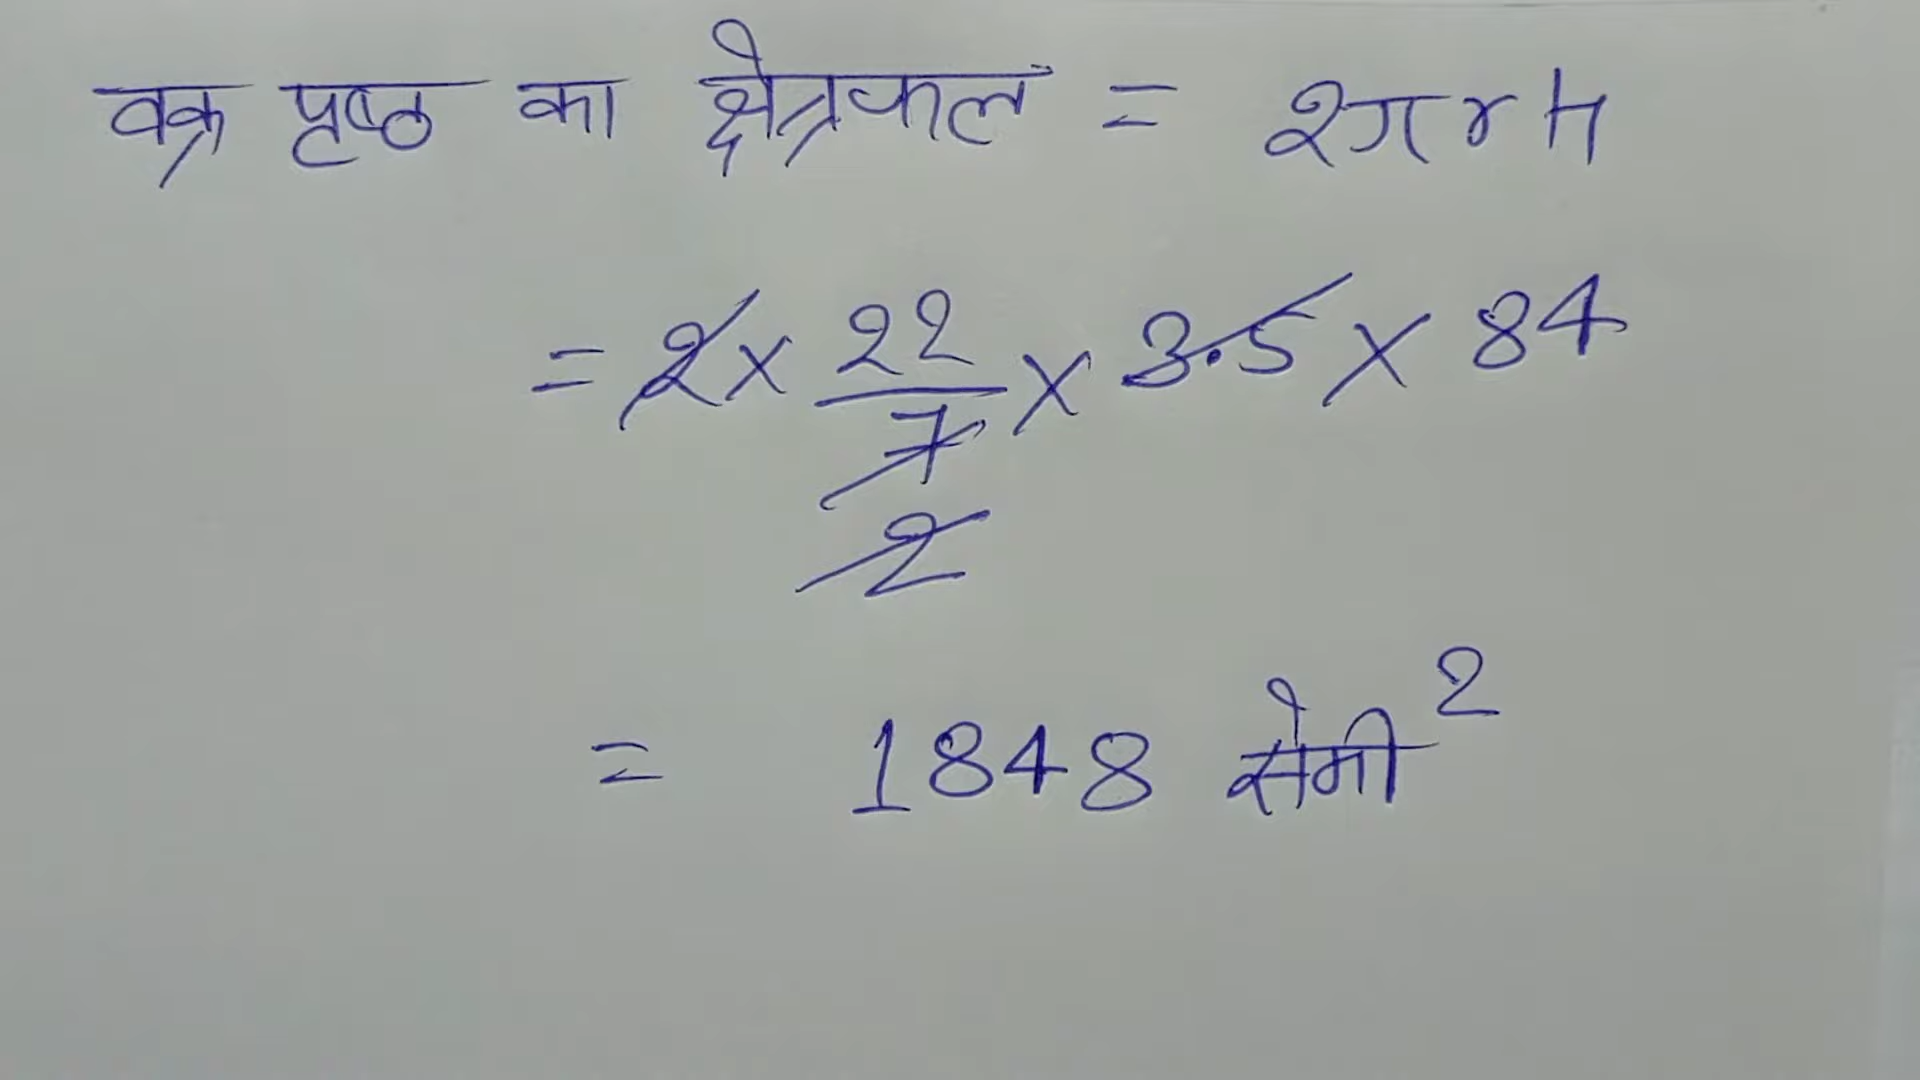 वक्र पृष्ठ का क्षेत्रफल = 2πrh
= 2 × 22/7 × 3.5 × 84
2
= 1848 सेमी²